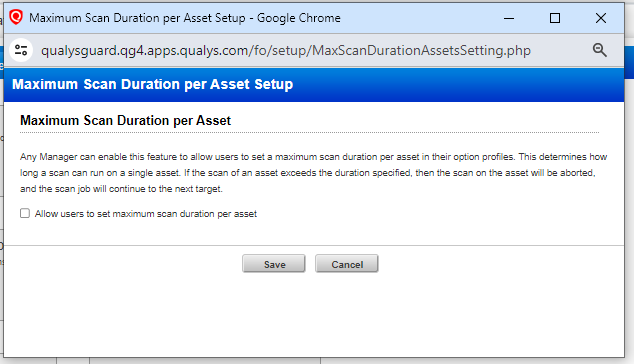 Maximum Scan Duration per Asset Setup - Google Chrome
qualysguard.qg4.apps.qualys.com/fo/setup/MaxScanDurationAssetsSetting.php
Maximum Scan Duration per Asset Setup
Maximum Scan Duration per Asset
Any Manager can enable this feature to allow users to set a maximum scan duration per asset in their option profiles. This determines how
long a scan can run on a single asset. If the scan of an asset exceeds the duration specified, then the scan on the asset will be aborted,
and the scan job will continue to the next target.
Allow users to set maximum scan duration per asset
Save Cancel